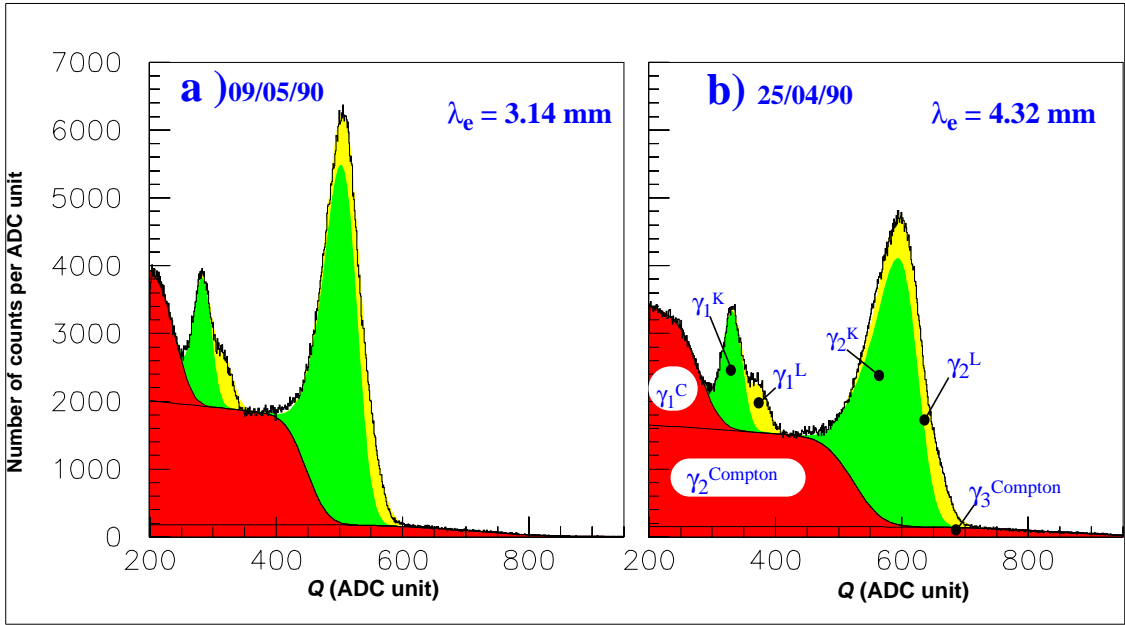 a )09/05/90
λe = 3.14 mm
b) 25/04/90
λe = 4.32 mm
Number of counts per ADC unit
7000
6000
5000
4000
3000
2000
1000
0
200
400
600
800
Q (ADC unit)
γ1K
γ1L
γ1C
γ2K
γ2L
γ2Compton
γ3Compton
200
400
600
800
Q (ADC unit)